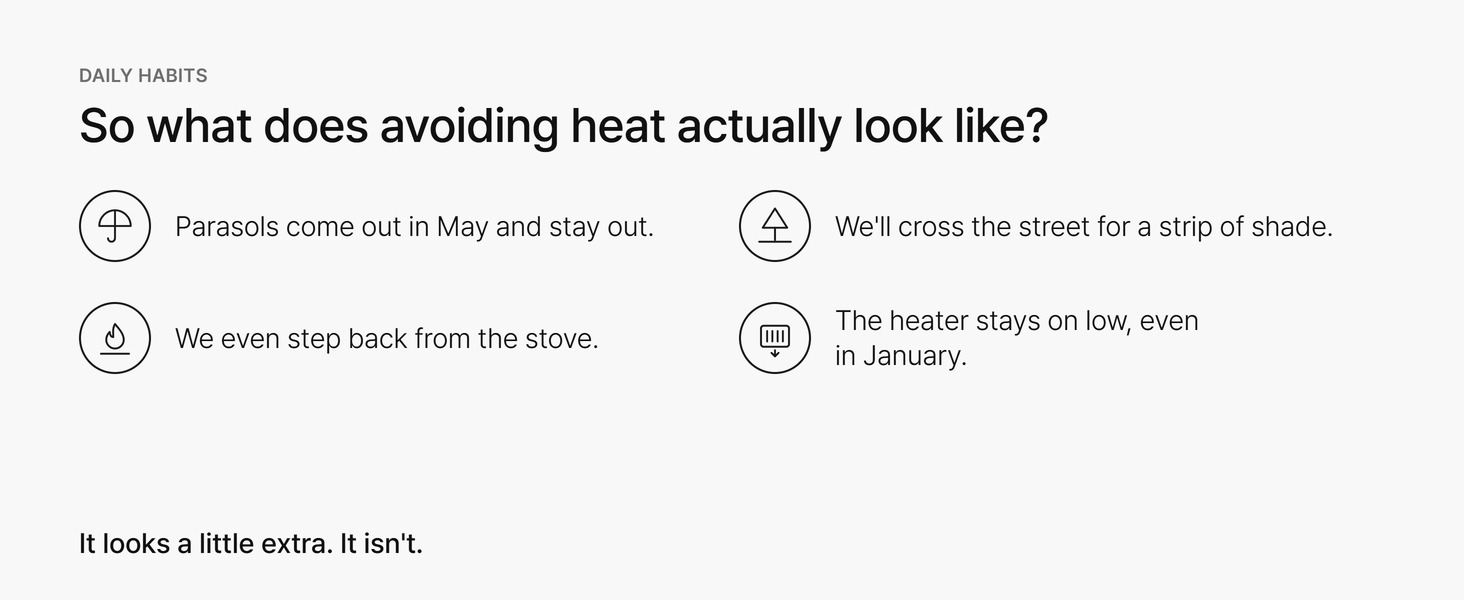 DAILY HABITS
So what does avoiding heat actually look like?
Parasols come out in May and stay out.
We'll cross the street for a strip of shade.
We even step back from the stove.
The heater stays on low, even
in January.
It looks a little extra. It isn't.